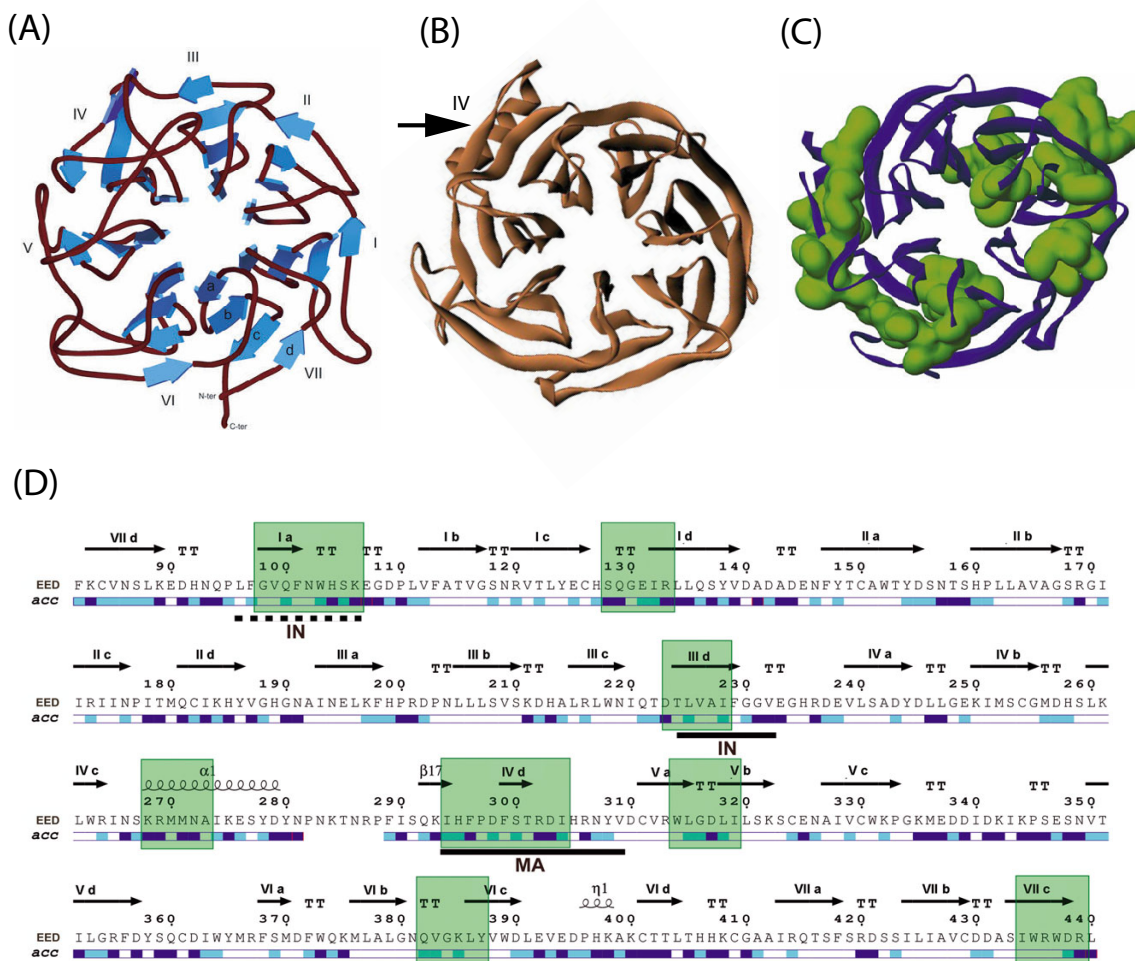 (A)
(B)
(C)
III
IV
II
V
I
a
b
c
d
VII
VI
N-ter
C-ter
IV
(D)
VII d TT I a TT TT I b TT I c TT I d TT II a II b TT
90 100 110 120 130 140 150 160 170
EED FKCVNSLKEDHNQPLFGVQFNWHSKEGDPLVFATVGSNRVTLYECHSQGEIRLLQSYVDADADENFYTCAWTYDSNTSHPLLAVAGSRGI
acc
IN
II c II d III a TT III b TT III c III d TT IV a TT IV b TT
180 190 200 210 220 230 240 250 260
EED IRIINPITMQCIKHYVGHGNAINELKFHPRDPNLLLSVSKDHALRLWNIQTDTLVAIFGGVEGHRDEVLSADYDLLGEKIMSCGMDHSLK
acc
IN
IV c α1 β17 IV d V a TT V b V c TT TT
270 280 290 300 310 320 330 340 350
EED LWRINSKRMMNAIKESYDYNPNKTNRPFISQKIHFPDFSTRDIHRNYVDCVRWLGDLILSKSCENAIVCWKPGKMEDDIDKIKPSESNVT
acc
MA
V d VI a TT VI b TT VI c η1 VI d TT VII a TT VII b TT VII c
360 370 380 390 400 410 420 430 440
EED ILGRFDYSQCDIWYMRFSMDFWQKMLALGNQVGKLYVWDLEVEDPHKAKCTTLTHHKCGAAIRQTSFSRDSSILIAVCDDASIWRWDRL
acc